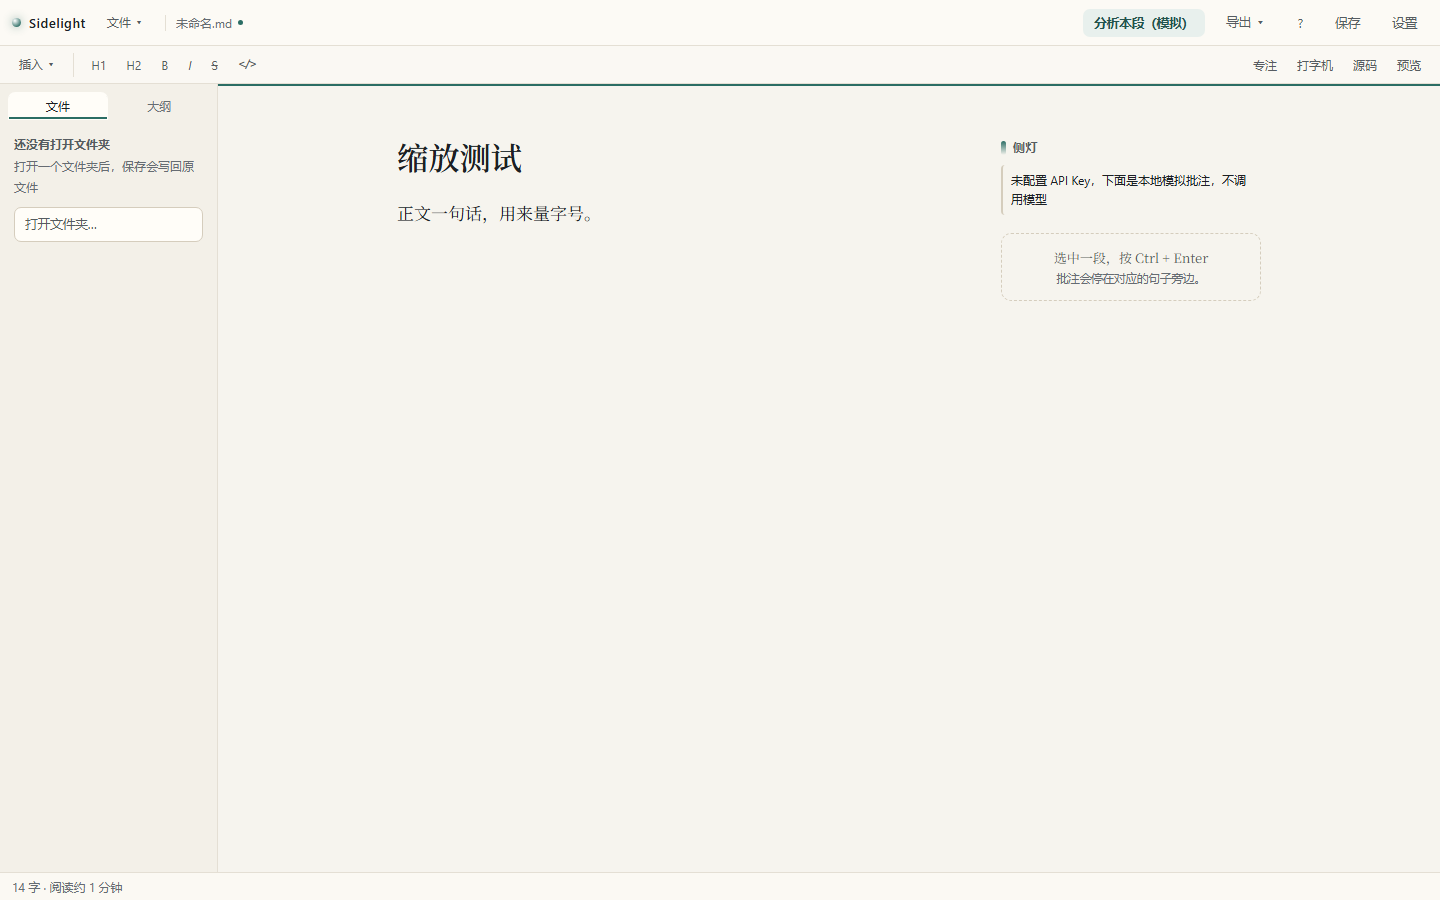 Sidelight 文件 未命名.md 分析本段（模拟） 导出 ? 保存 设置
插入 H1 H2 B I S </> 专注 打字机 源码 预览
文件 大纲
还没有打开文件夹
打开一个文件夹后，保存会写回原
文件
打开文件夹...
缩放测试
正文一句话，用来量字号。
侧灯
未配置 API Key，下面是本地模拟批注，不调
用模型
选中一段，按 Ctrl + Enter
批注会停在对应的句子旁边。
14 字 · 阅读约 1 分钟